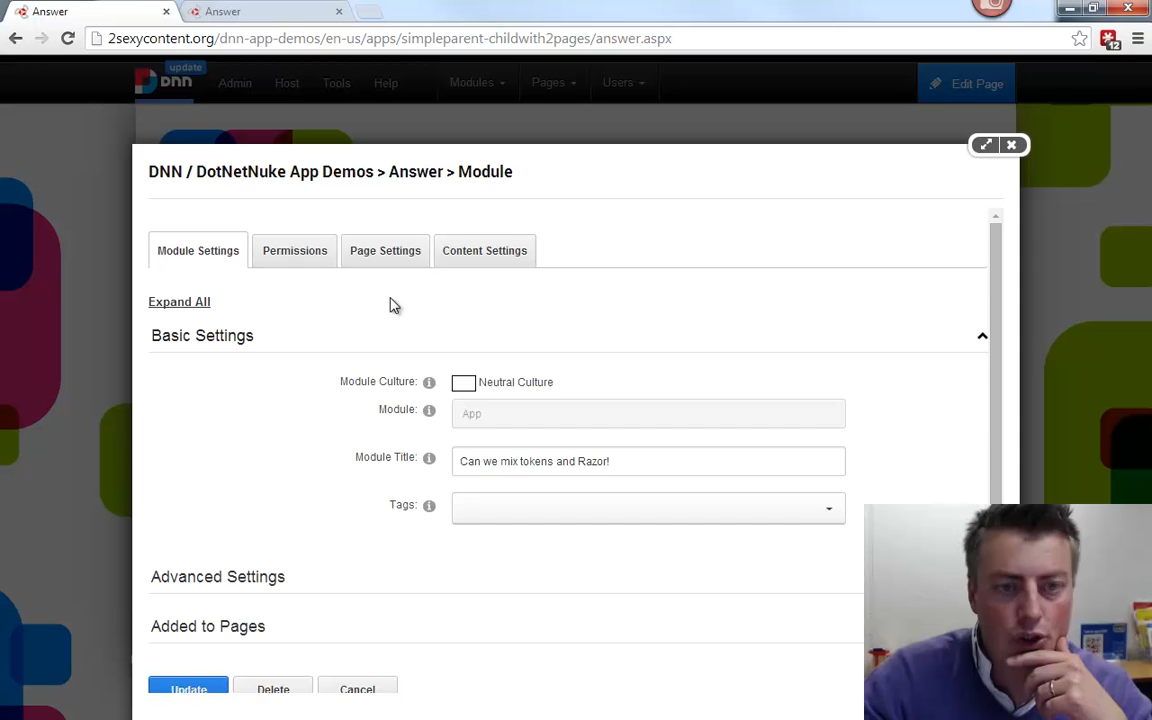 Answer
Answer
2sexycontent.org/dnn-app-demos/en-us/apps/simpleparent-childwith2pages/answer.aspx
12
update
DNN
Admin
Host
Tools
Help
Modules
Pages
Users
Edit Page
DNN / DotNetNuke App Demos > Answer > Module
Module Settings
Permissions
Page Settings
Content Settings
Expand All
Basic Settings
Module Culture:
Neutral Culture
Module:
App
Module Title:
Can we mix tokens and Razor!
Tags:
Advanced Settings
Added to Pages
Update
Delete
Cancel